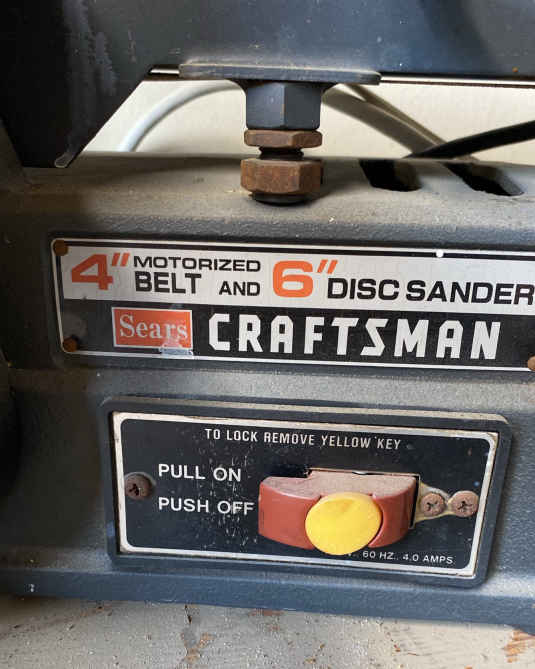 4" MOTORIZED BELT AND 6" DISC SANDER
Sears CRAFTSMAN
TO LOCK REMOVE YELLOW KEY
PULL ON
PUSH OFF
60 HZ., 4.0 AMPS